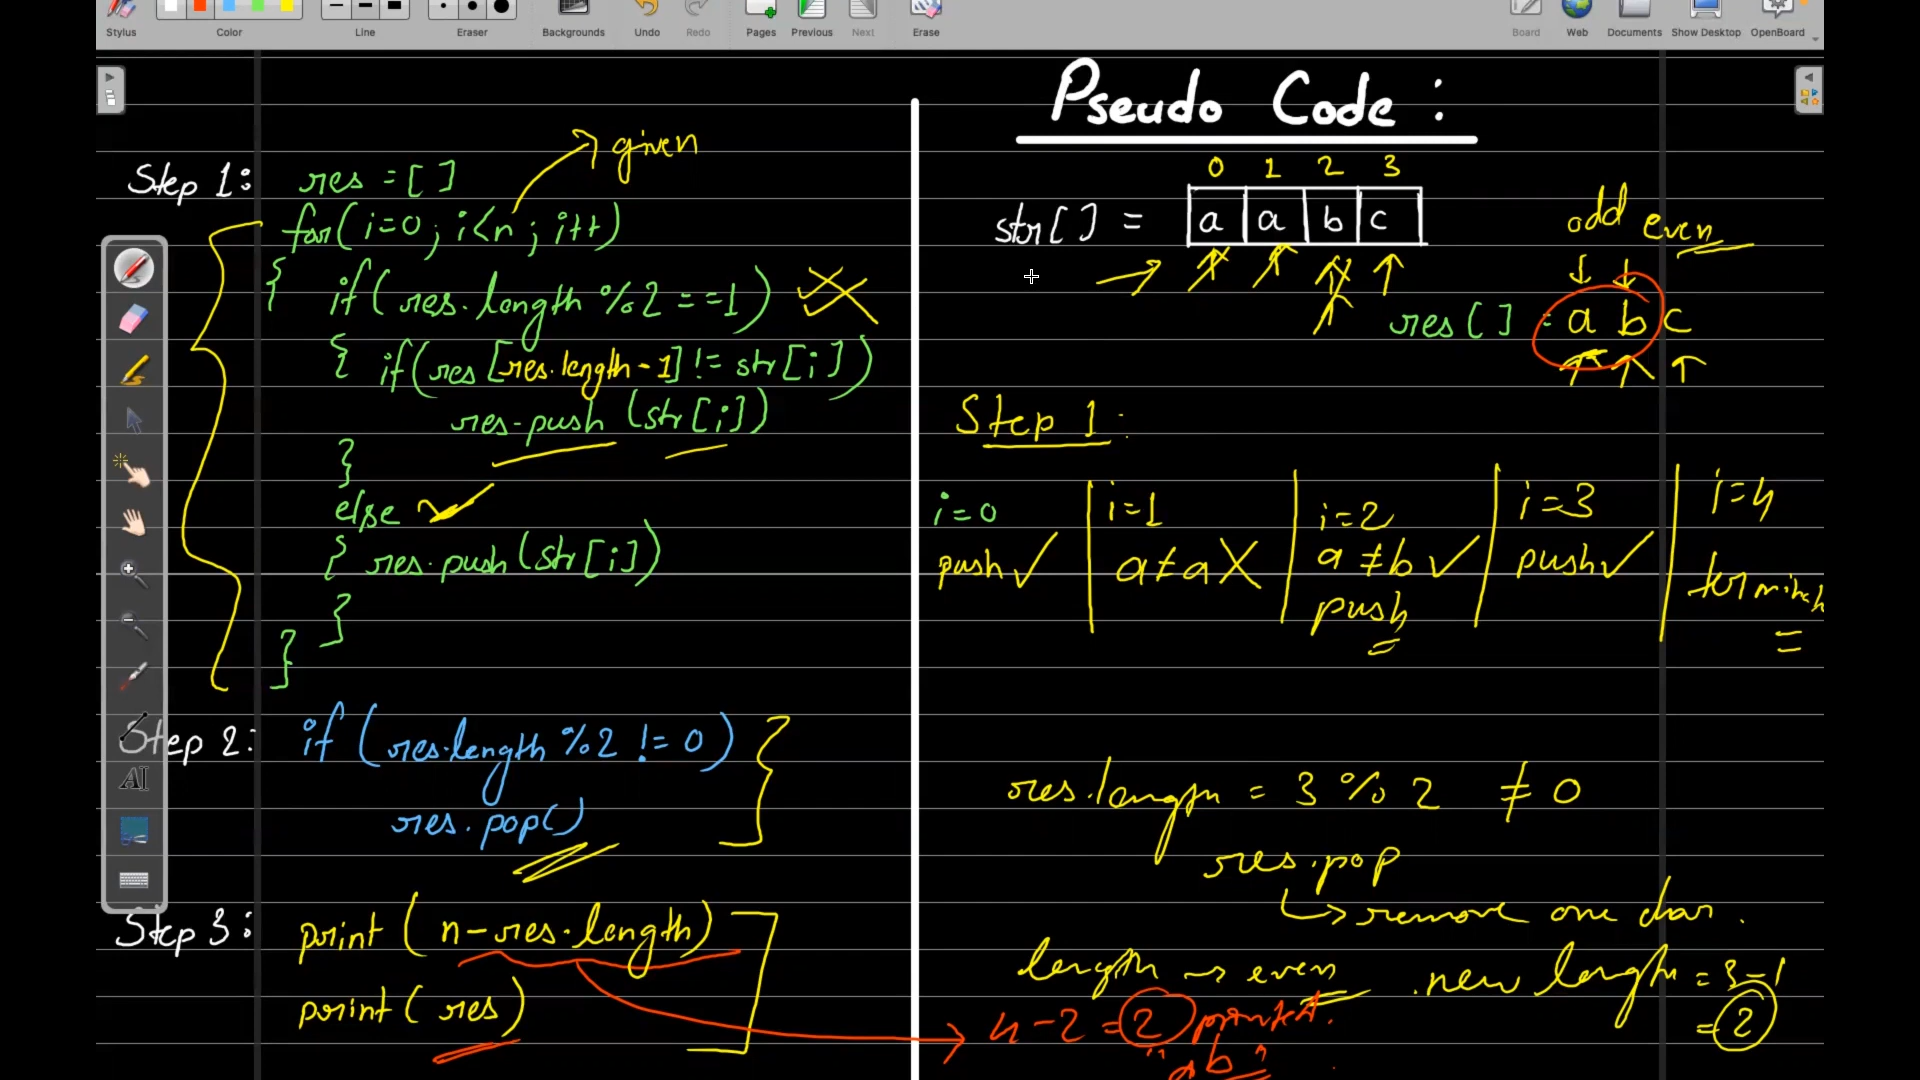 Stylus Color Line Eraser Backgrounds Undo Redo Pages Previous Next Erase Board Web Documents Show Desktop OpenBoard
Pseudo Code :
Step 1: res = [ ]
→ given
for( i=0 ; i<n ; i++)
{ if( res.length %2 ==1)
{ if(res [res.length-1] != str[i])
res.push (str[i])
}
else
{ res.push(str[i])
}
}
Step 2: if (res.length %2 != 0)
res.pop()
Step 3: print ( n-res.length)
print( res)
0 1 2 3
str[ ] = a a b c
odd even
res[ ] : a b c
Step 1:
i=0 i=1 i=2 i=3 i=4
push✓ a≠a X a≠b ✓ push✓
push
res.length = 3 % 2 ≠ 0
res.pop
↳ remove one char.
length → even . new length = 3-1
= 2
4-2 = 2
AI